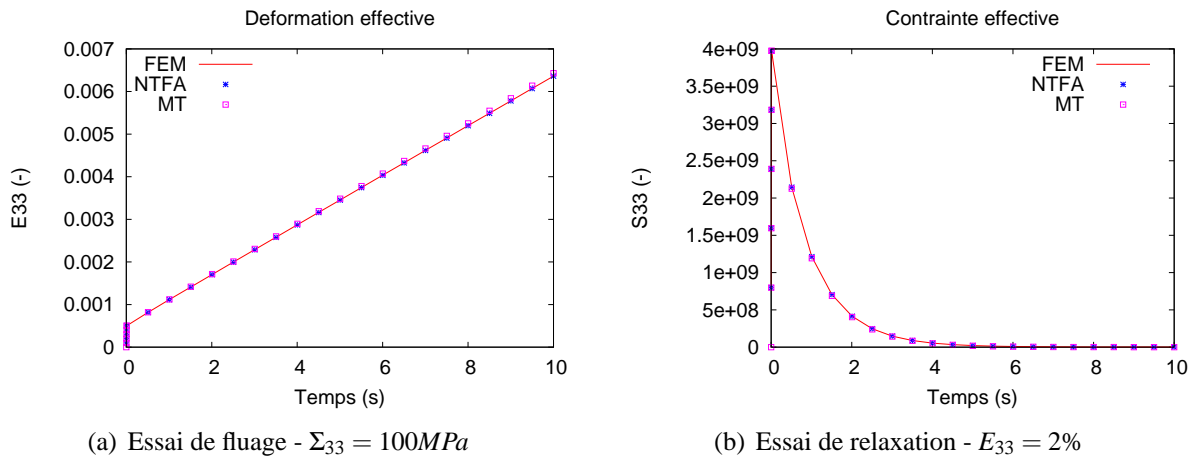 Deformation effective
0.007
0.006
0.005
0.004
0.003
0.002
0.001
0
E33 (-)
FEM
NTFA
MT
0 2 4 6 8 10
Temps (s)
(a) Essai de fluage - Σ33 = 100MPa
Contrainte effective
4e+09
3.5e+09
3e+09
2.5e+09
2e+09
1.5e+09
1e+09
5e+08
0
S33 (-)
FEM
NTFA
MT
0 2 4 6 8 10
Temps (s)
(b) Essai de relaxation - E33 = 2%